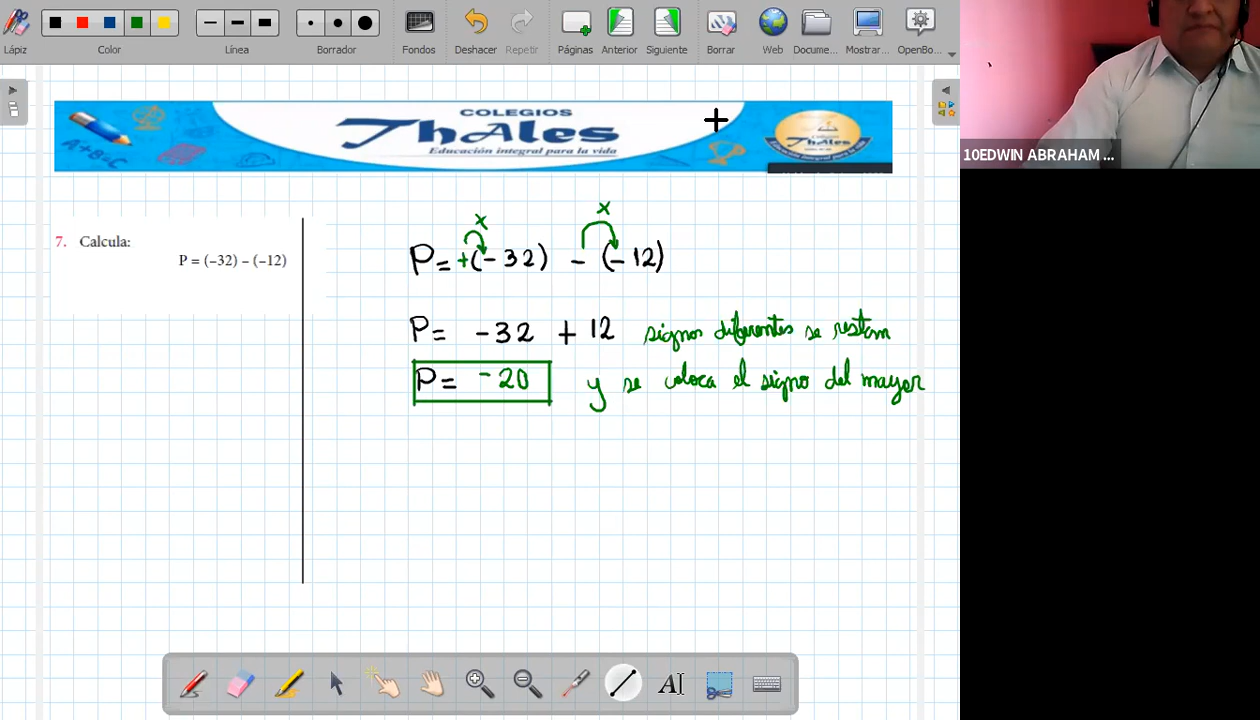 Lápiz
Color
Línea
Borrador
Fondos
Deshacer
Repetir
Páginas
Anterior
Siguiente
Borrar
Web
Docume...
Mostrar...
OpenBo...
COLEGIOS
Thales
Educación integral para la vida
A+B=C
Thales
10EDWIN ABRAHAM ...
7. Calcula:
P = (–32) – (–12)
x x
P = +(-32) - (-12)
P = -32 + 12 signos diferentes se restan
P = -20 y se coloca el signo del mayor